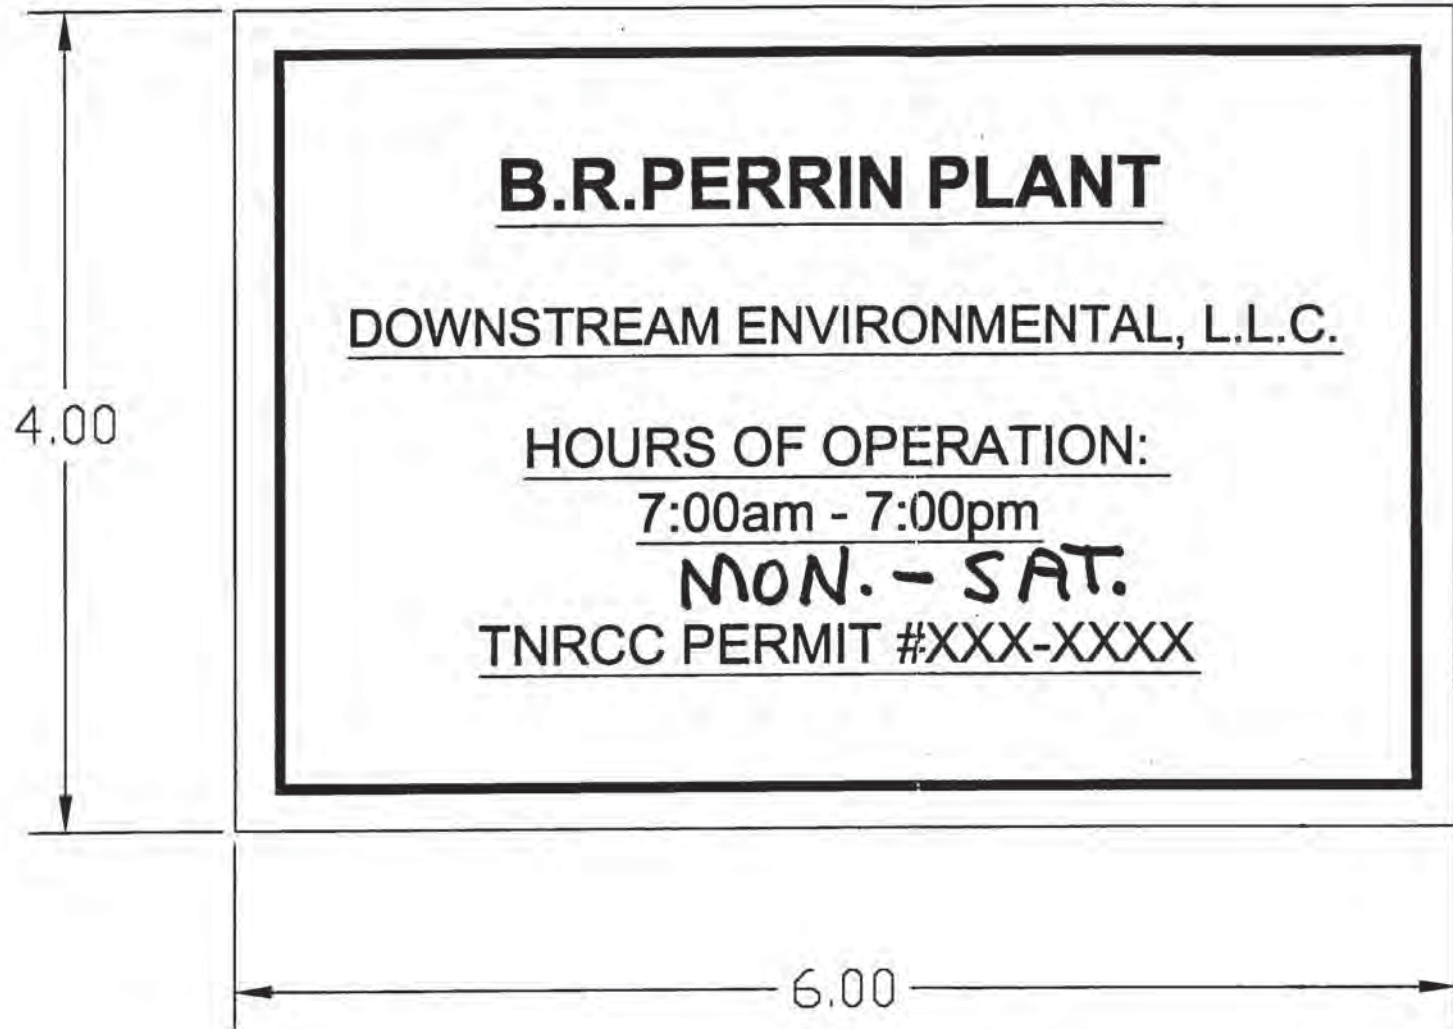 B.R.PERRIN PLANT
DOWNSTREAM ENVIRONMENTAL, L.L.C.
HOURS OF OPERATION:
7:00am - 7:00pm
MON. - SAT.
TNRCC PERMIT #XXX-XXXX
4.00
6.00